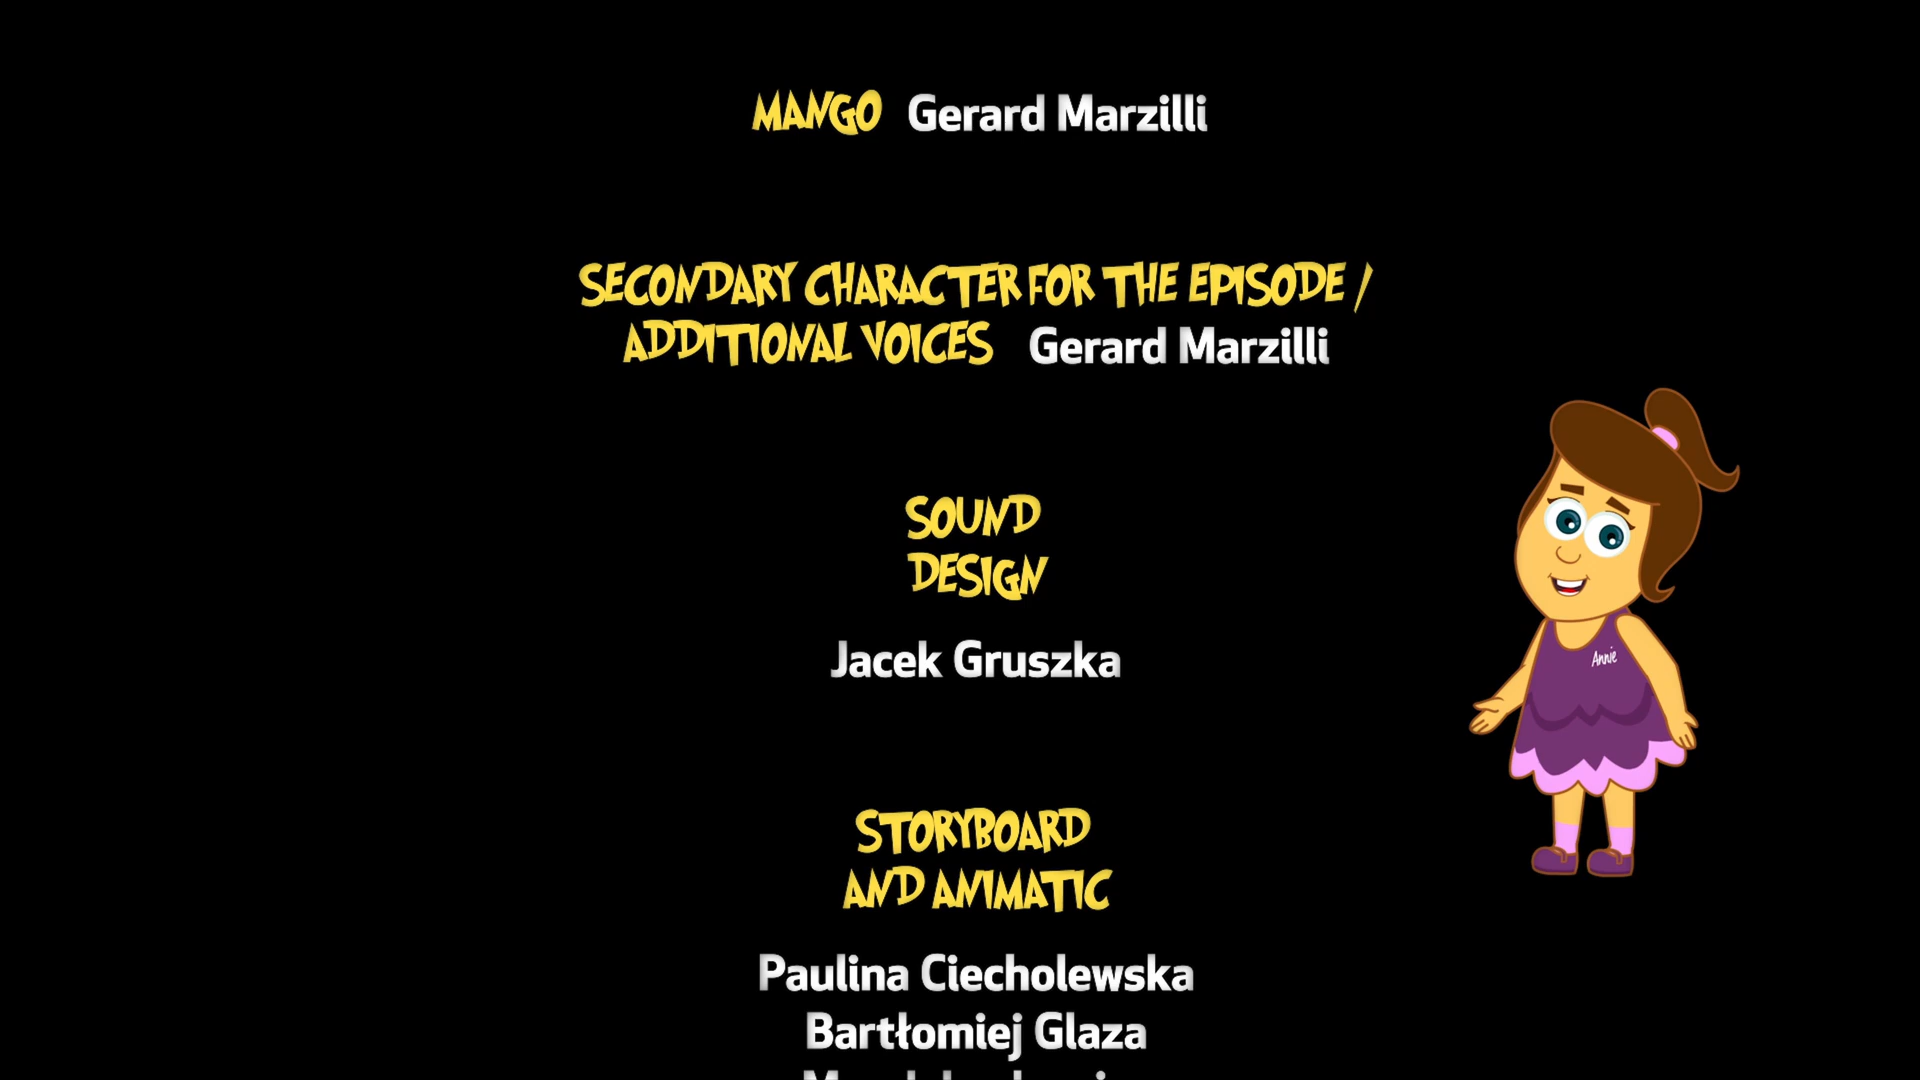 MANGO Gerard Marzilli
SECONDARY CHARACTER FOR THE EPISODE /
ADDITIONAL VOICES Gerard Marzilli
SOUND
DESIGN
Jacek Gruszka
Annie
STORYBOARD
AND ANIMATIC
Paulina Ciecholewska
Bartłomiej Glaza